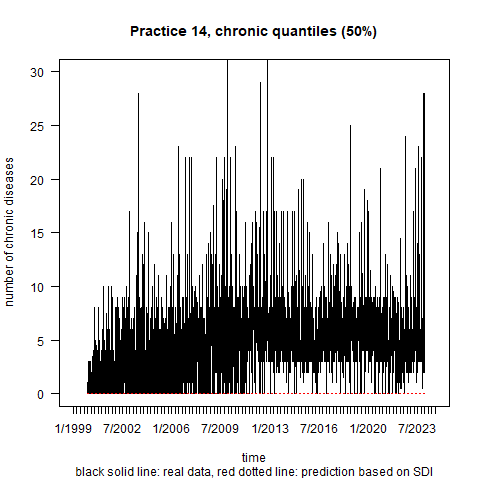 Practice 14, chronic quantiles (50%)
number of chronic diseases
30
25
20
15
10
5
0
1/1999 7/2002 1/2006 7/2009 1/2013 7/2016 1/2020 7/2023
time
black solid line: real data, red dotted line: prediction based on SDI